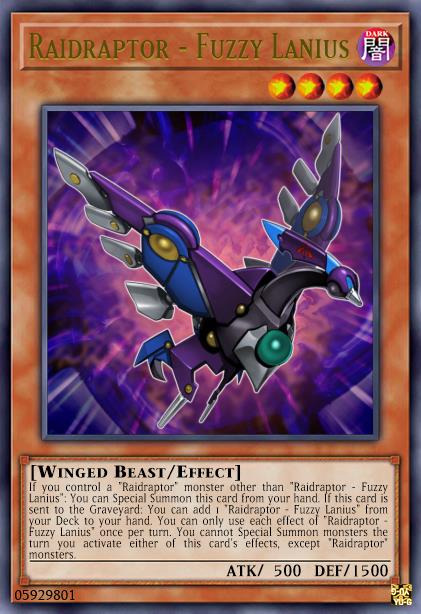 Raidraptor - Fuzzy Lanius
DARK
闇
[Winged Beast/Effect]
If you control a "Raidraptor" monster other than "Raidraptor - Fuzzy
Lanius": You can Special Summon this card from your hand. If this card is
sent to the Graveyard: You can add 1 "Raidraptor - Fuzzy Lanius" from
your Deck to your hand. You can only use each effect of "Raidraptor -
Fuzzy Lanius" once per turn. You cannot Special Summon monsters the
turn you activate either of this card's effects, except "Raidraptor"
monsters.
ATK/ 500 DEF/1500
05929801